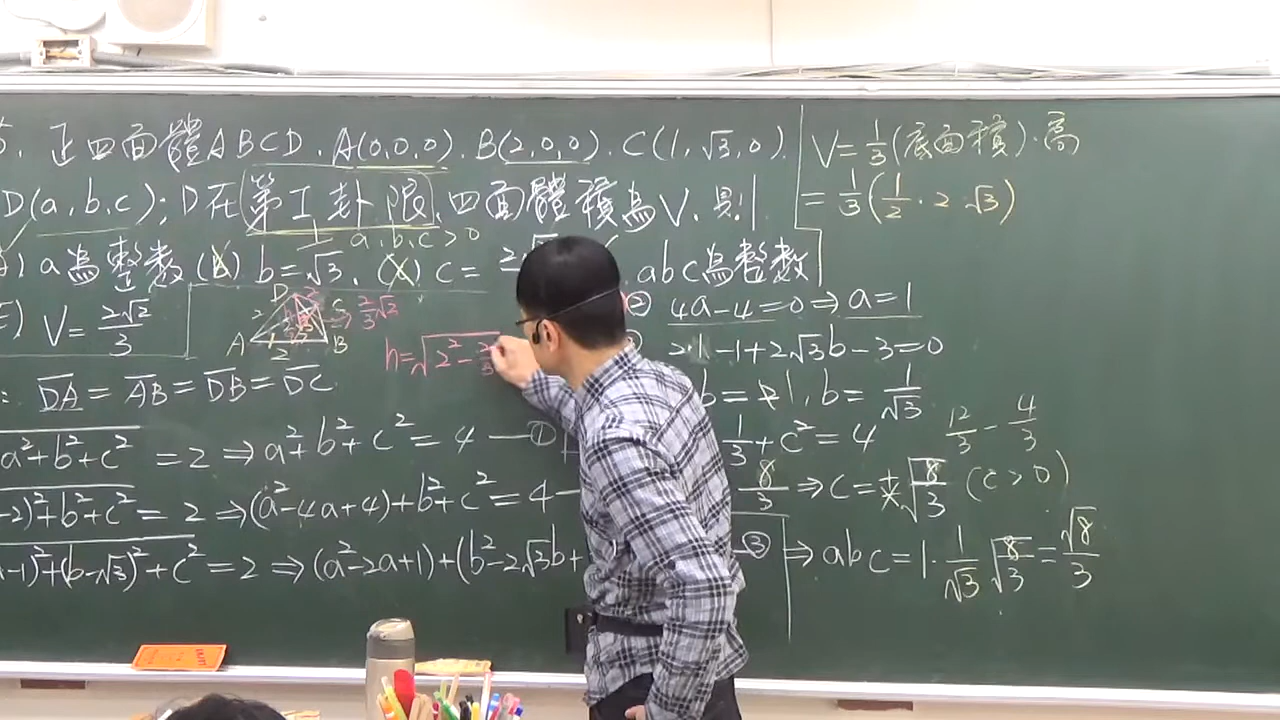 正四面體ABCD．A(0,0,0)．B(2,0,0)．C(1,√3,0)．
D(a,b,c)；D在第I卦限．四面體積為V．則
a,b,c>0
a為整數 b=√3． (X) c= abc為整數
V=2√2/3
D
A B
2
2/3√2
h=√(2²-
DA=AB=DB=DC
a²+b²+c² =2⇒a²+b²+c²=4—①
-2)²+b²+c²=2⇒(a²-4a+4)+b²+c²=4—
-1)²+(b-√3)²+c²=2⇒(a²-2a+1)+(b²-2√3b+ ③
② 4a-4=0⇒a=1
-1+2√3b-3=0
b= 1, b=1/√3
1/3+c²=4
12/3-4/3
8/3⇒c=±√(8/3) (c>0)
⇒abc=1·1/√3 √(8/3)=√8/3
V=1/3(底面積)·高
=1/3(1/2·2·√3)